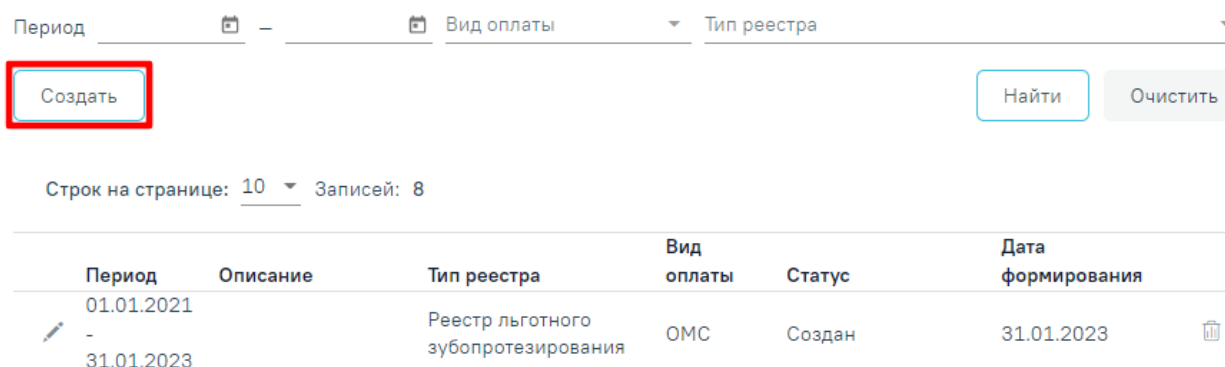 Период – Вид оплаты Тип реестра
Создать Найти Очистить
Строк на странице: 10 Записей: 8
Вид Дата
Период Описание Тип реестра оплаты Статус формирования
01.01.2021
Реестр льготного
- ОМС Создан 31.01.2023
зубопротезирования
31.01.2023